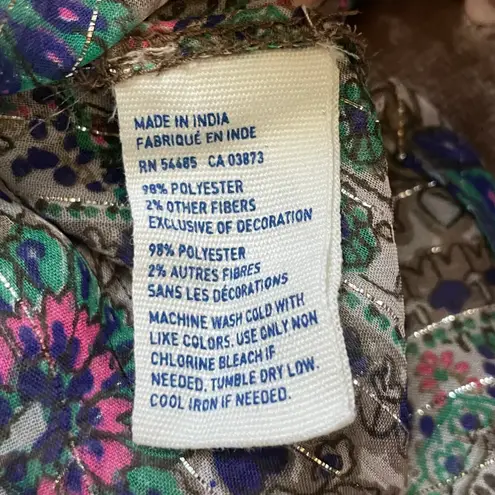 MADE IN INDIA
FABRIQUÉ EN INDE
RN 54485 CA 03873
98% POLYESTER
2% OTHER FIBERS
EXCLUSIVE OF DECORATION
98% POLYESTER
2% AUTRES FIBRES
SANS LES DÉCORATIONS
MACHINE WASH COLD WITH
LIKE COLORS. USE ONLY NON
CHLORINE BLEACH IF
NEEDED. TUMBLE DRY LOW.
COOL IRON IF NEEDED.